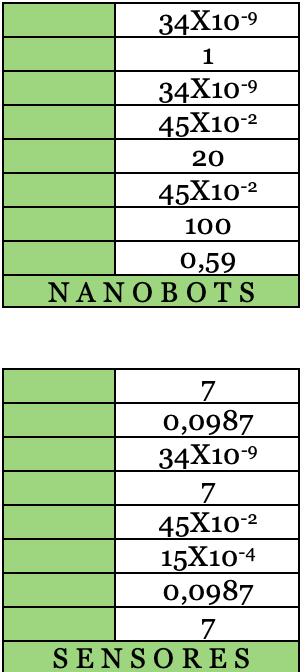 34X10⁻⁹
1
34X10⁻⁹
45X10⁻²
20
45X10⁻²
100
0,59
NANOBOTS
7
0,0987
34X10⁻⁹
7
45X10⁻²
15X10⁻⁴
0,0987
7
SENSORES